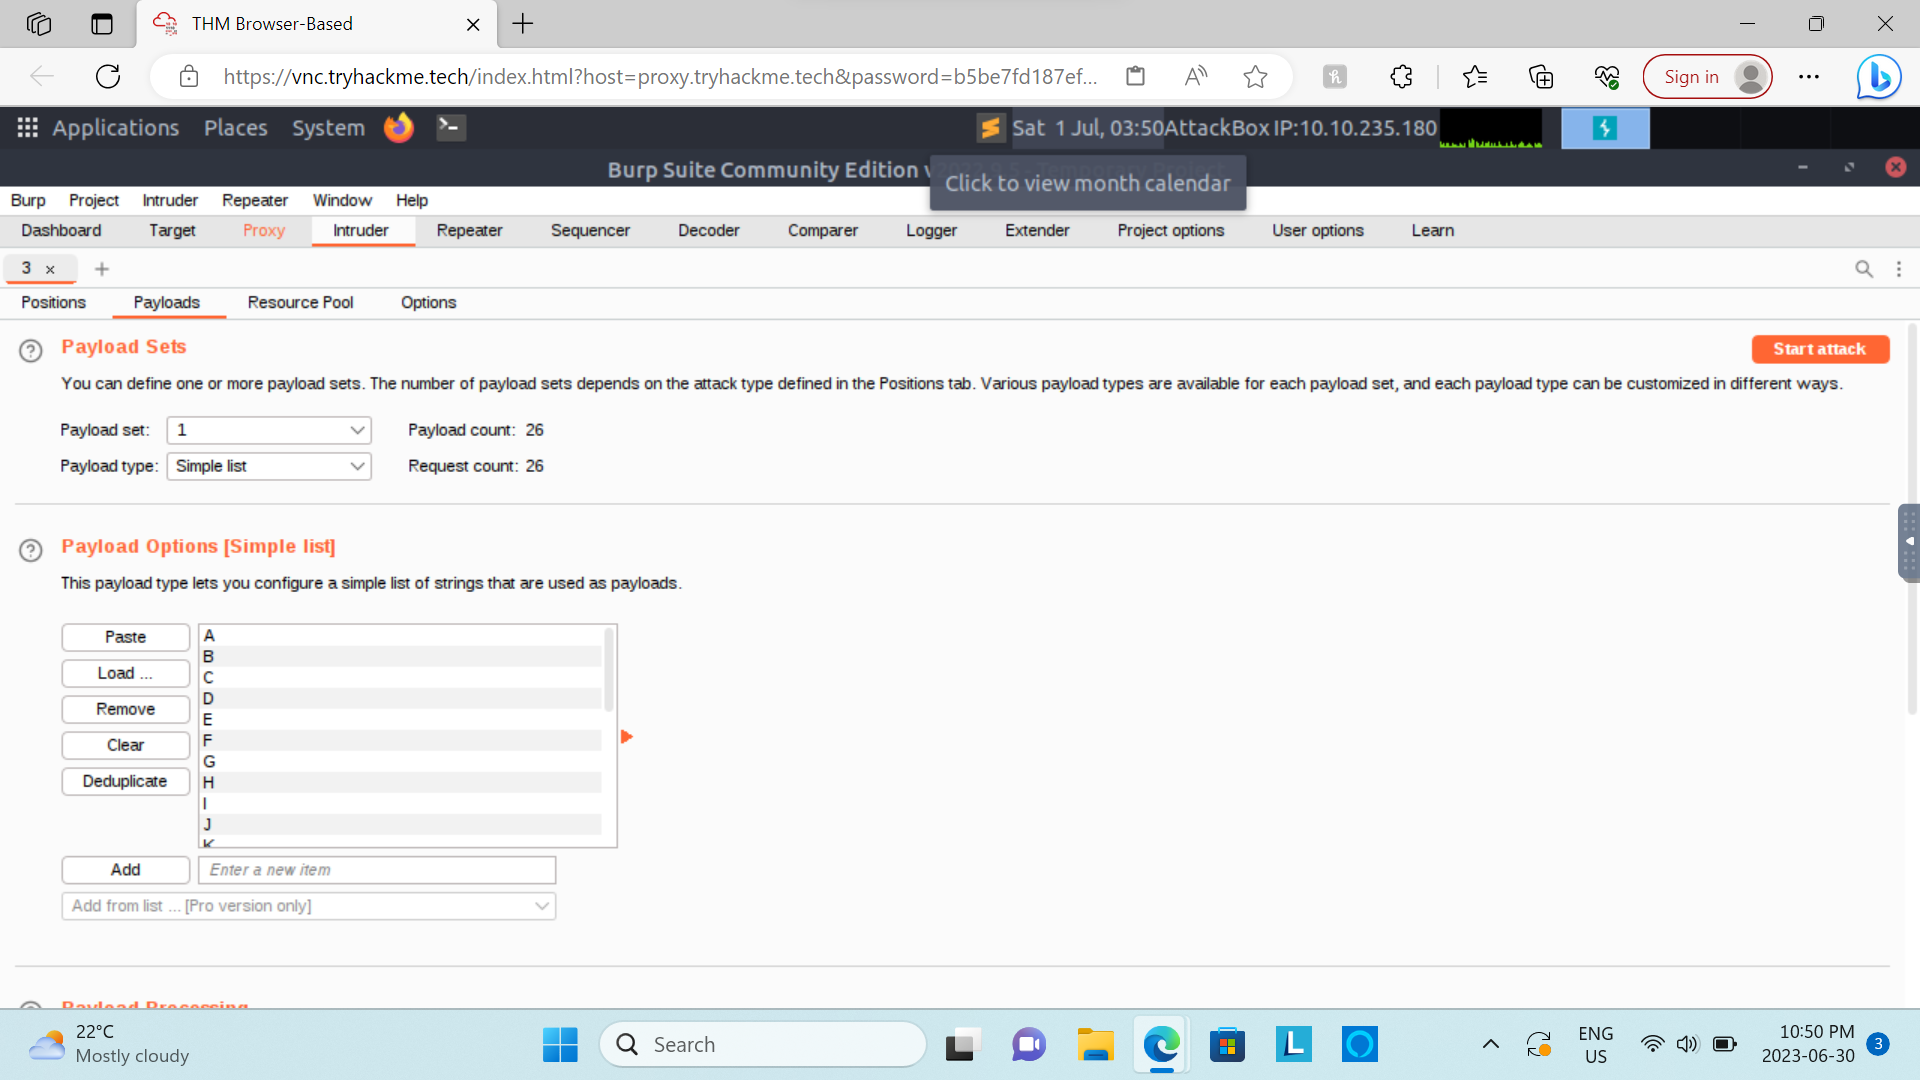 THM Browser-Based
https://vnc.tryhackme.tech/index.html?host=proxy.tryhackme.tech&password=b5be7fd187ef...
Sign in
Applications Places System
Sat 1 Jul, 03:50 AttackBox IP:10.10.235.180
Burp Suite Community Edition
Click to view month calendar
Burp Project Intruder Repeater Window Help
Dashboard Target Proxy Intruder Repeater Sequencer Decoder Comparer Logger Extender Project options User options Learn
3 ×
Positions Payloads Resource Pool Options
Payload Sets
Start attack
You can define one or more payload sets. The number of payload sets depends on the attack type defined in the Positions tab. Various payload types are available for each payload set, and each payload type can be customized in different ways.
Payload set: 1 Payload count: 26
Payload type: Simple list Request count: 26
Payload Options [Simple list]
This payload type lets you configure a simple list of strings that are used as payloads.
Paste
Load ...
Remove
Clear
Deduplicate
A
B
C
D
E
F
G
H
I
J
K
Add Enter a new item
Add from list ... [Pro version only]
Payload Processing
22°C
Mostly cloudy
Search
ENG
US
10:50 PM
2023-06-30
3